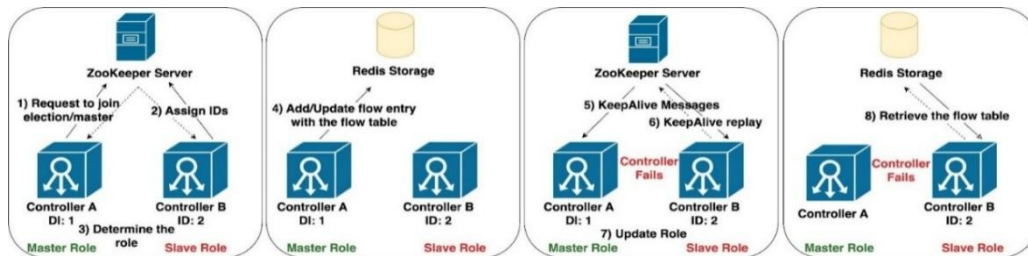 ZooKeeper Server
1) Request to join
election/master
2) Assign IDs
Controller A
DI: 1
Controller B
ID: 2
3) Determine the
role
Master Role
Slave Role
Redis Storage
4) Add/Update flow entry
with the flow table
Controller A
DI: 1
Controller B
ID: 2
Master Role
Slave Role
ZooKeeper Server
5) KeepAlive Messages
6) KeepAlive replay
Controller
Fails
Controller A
DI: 1
Controller B
ID: 2
7) Update Role
Master Role
Slave Role
Redis Storage
8) Retrieve the flow table
Controller
Fails
Controller A
Controller B
ID: 2
Master Role
Slave Role